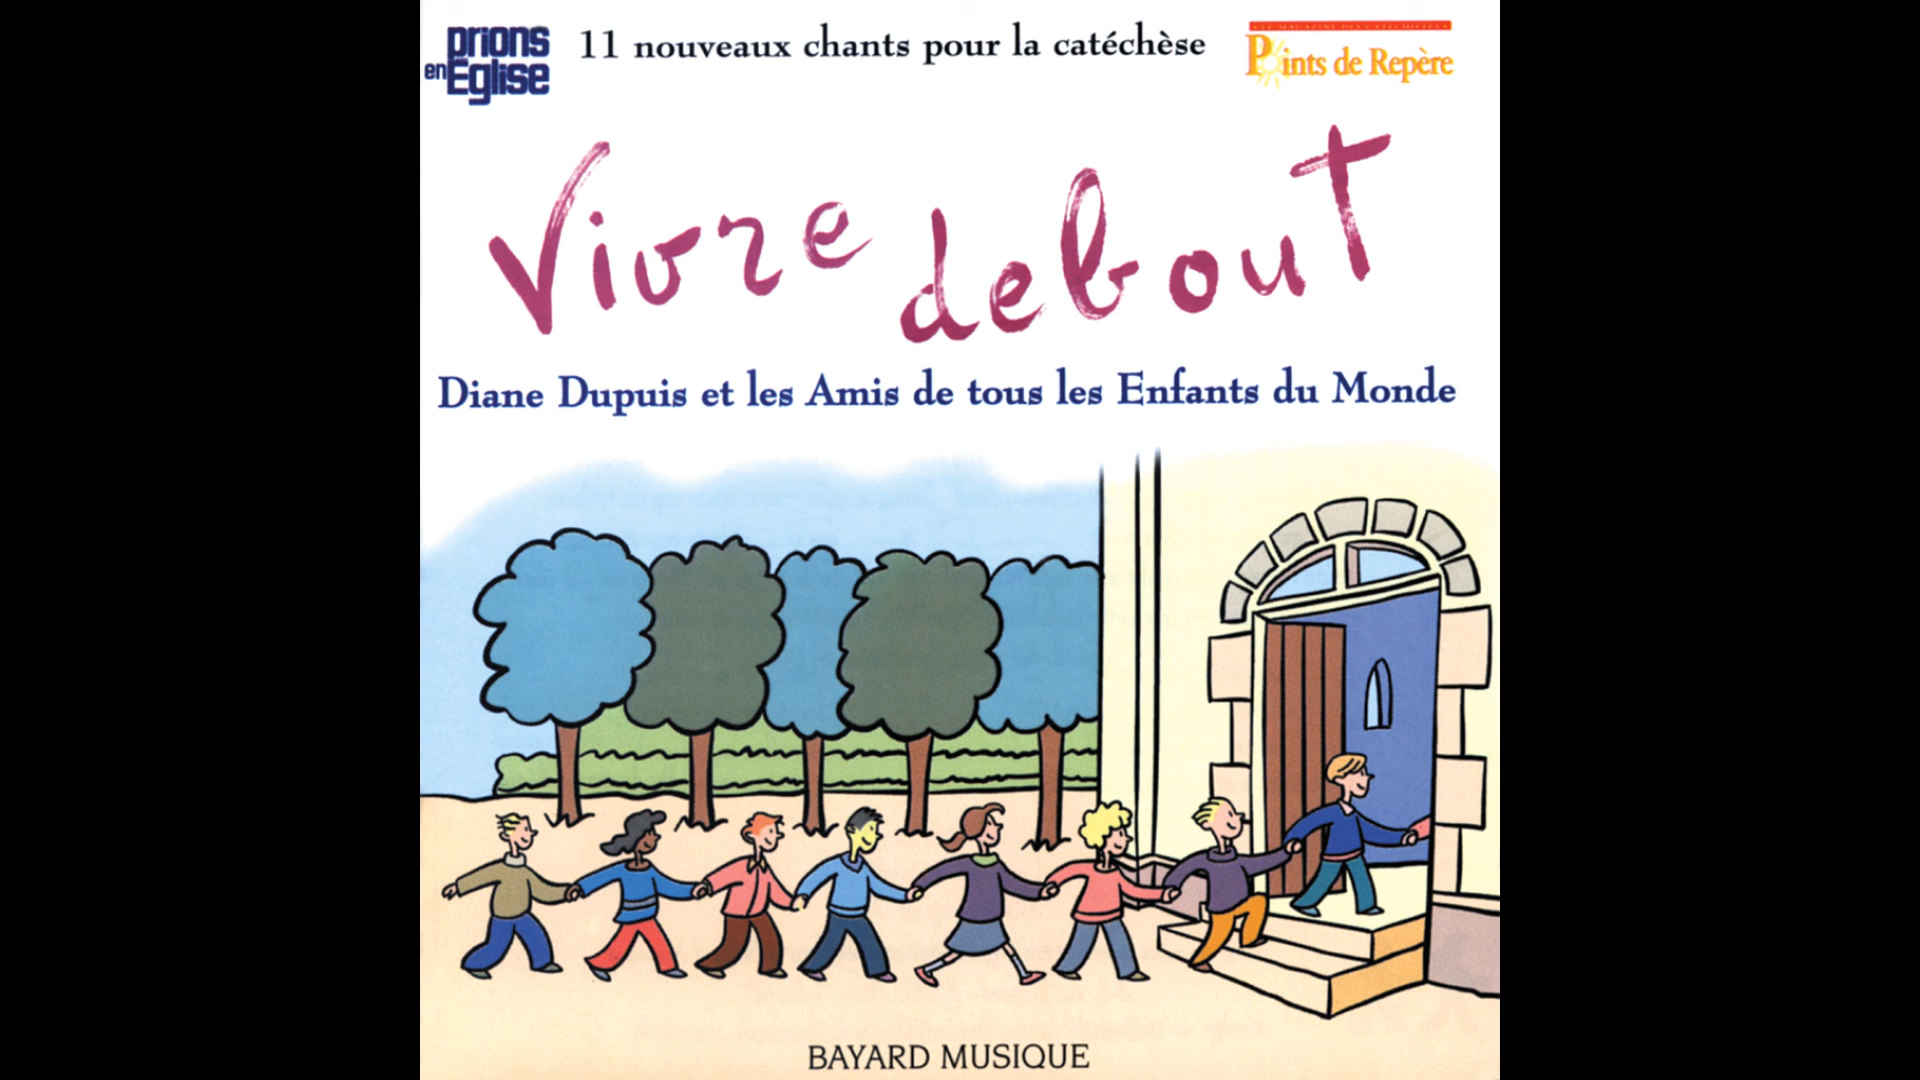 prions
en Eglise
11 nouveaux chants pour la catéchèse
Points de Repère
Vivre debout
Diane Dupuis et les Amis de tous les Enfants du Monde
BAYARD MUSIQUE